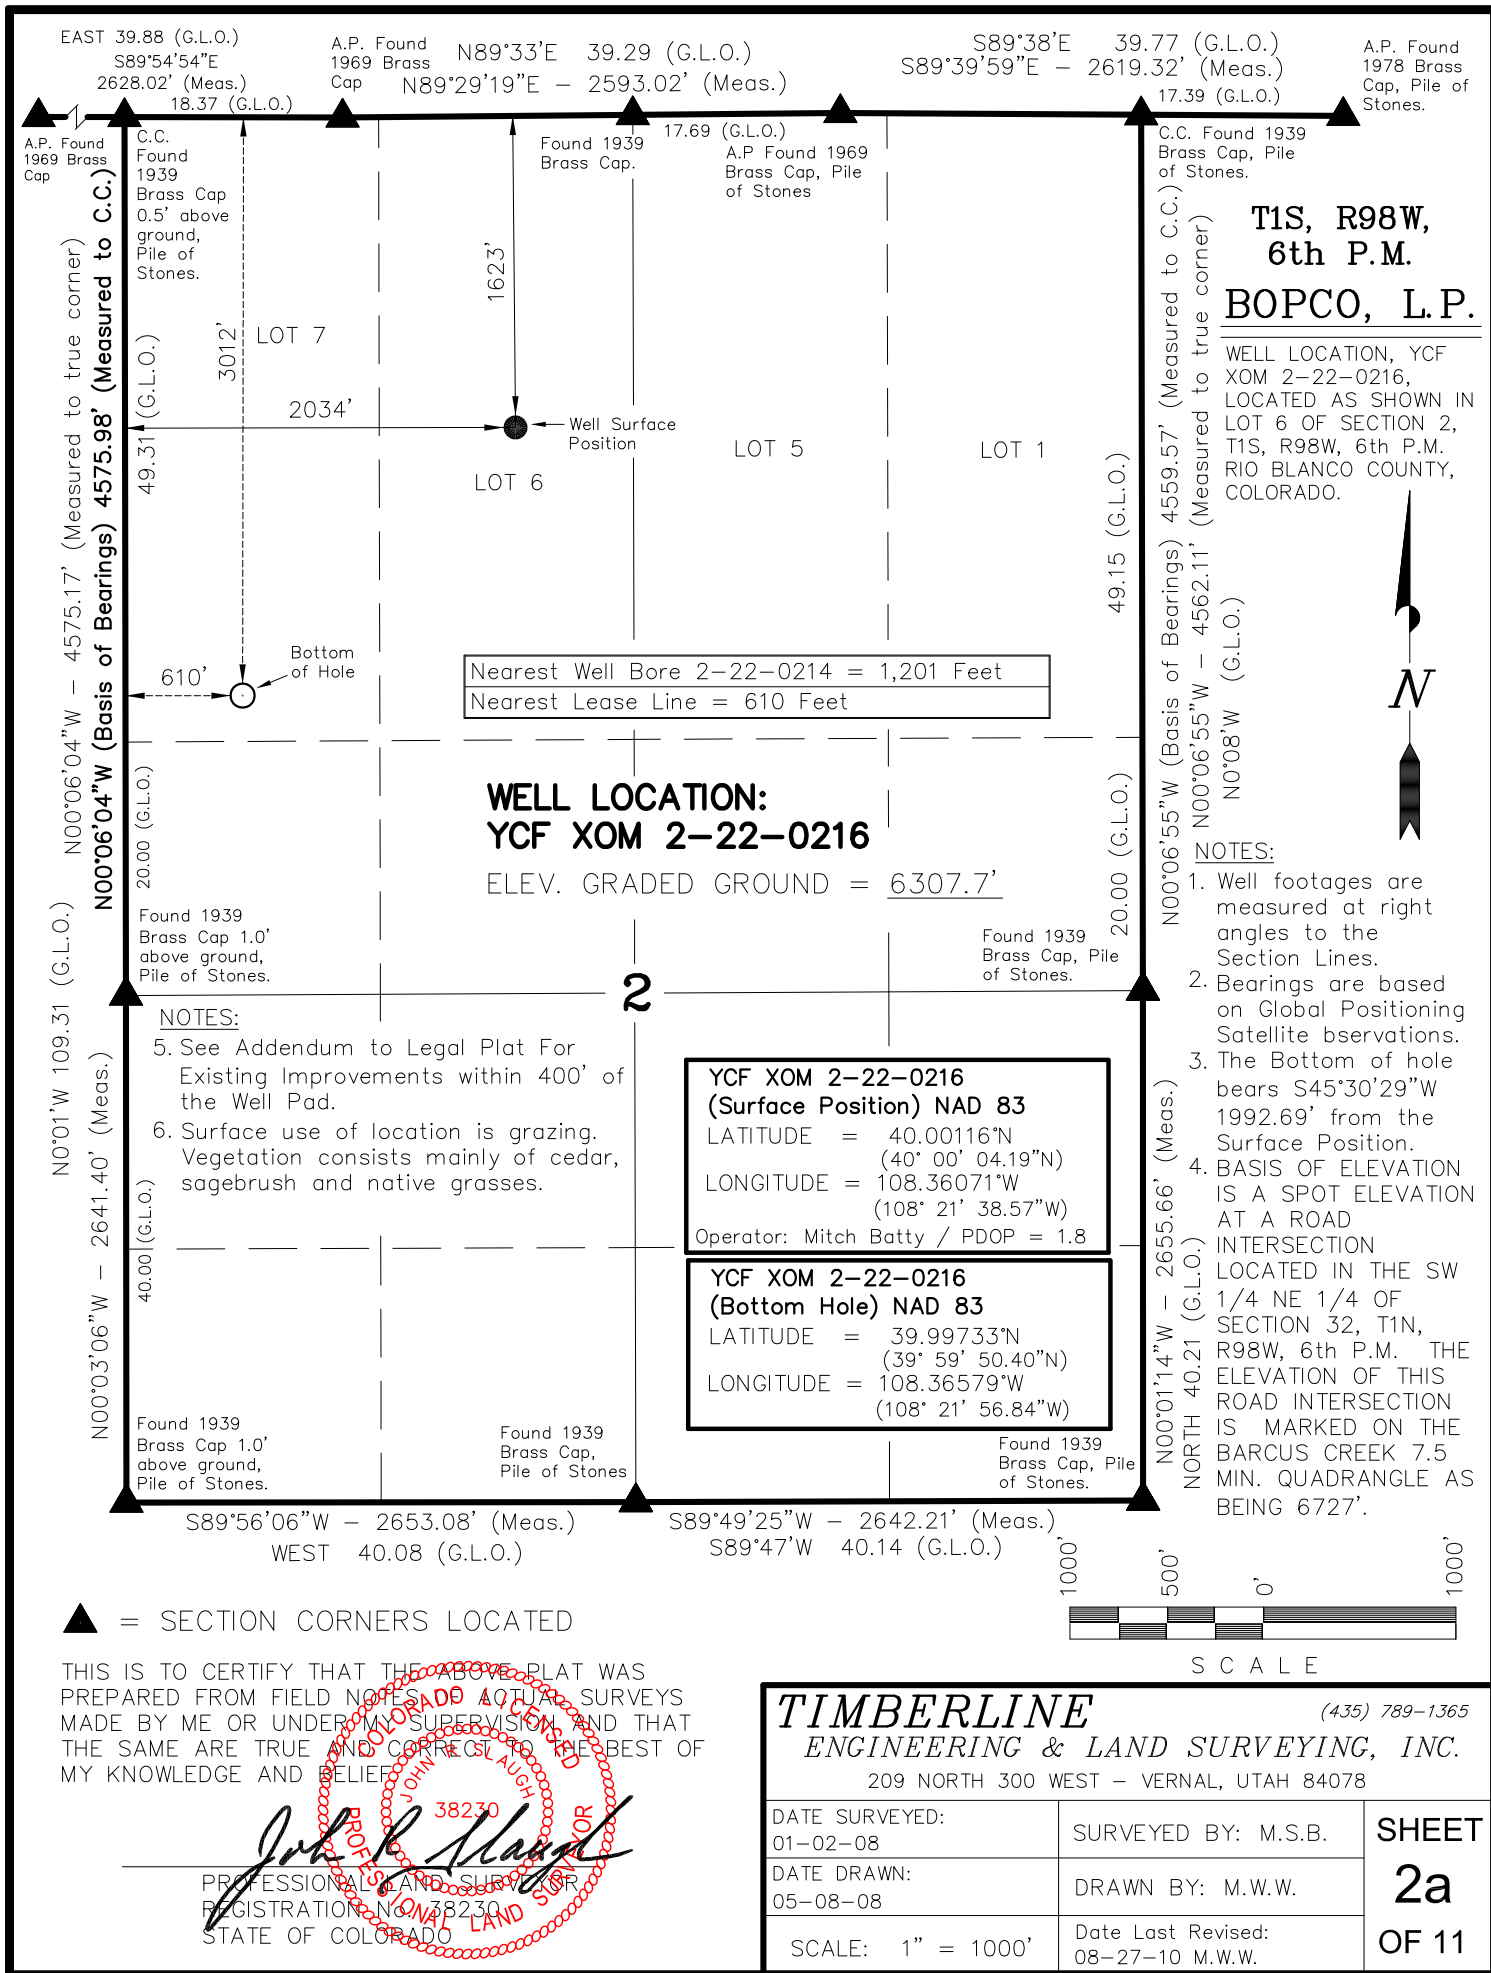 EAST 39.88 (G.L.O.)
S89°54'54"E
2628.02' (Meas.)
18.37 (G.L.O.)
A.P. Found
1969 Brass
Cap
N89°33'E 39.29 (G.L.O.)
N89°29'19"E – 2593.02' (Meas.)
S89°38'E 39.77 (G.L.O.)
S89°39'59"E – 2619.32' (Meas.)
17.39 (G.L.O.)
A.P. Found
1978 Brass
Cap, Pile of
Stones.
A.P. Found
1969 Brass
Cap
C.C.
Found
1939
Brass Cap
0.5' above
ground,
Pile of
Stones.
Found 1939
Brass Cap.
17.69 (G.L.O.)
A.P Found 1969
Brass Cap, Pile
of Stones
C.C. Found 1939
Brass Cap, Pile
of Stones.
T1S, R98W,
6th P.M.
BOPCO, L.P.
WELL LOCATION, YCF
XOM 2–22–0216,
LOCATED AS SHOWN IN
LOT 6 OF SECTION 2,
T1S, R98W, 6th P.M.
RIO BLANCO COUNTY,
COLORADO.
N00°06'04"W – 4575.17' (Measured to true corner)
N00°06'04"W (Basis of Bearings) 4575.98' (Measured to C.C.)
49.31 (G.L.O.)
3012'
1623'
LOT 7
2034'
Well Surface
Position
LOT 6
LOT 5
LOT 1
49.15 (G.L.O.)
N00°06'55"W (Basis of Bearings) 4559.57' (Measured to C.C.)
N00°06'55"W – 4562.11' (Measured to true corner)
N0°08'W (G.L.O.)
N
610'
Bottom
of Hole
Nearest Well Bore 2–22–0214 = 1,201 Feet
Nearest Lease Line = 610 Feet
WELL LOCATION:
YCF XOM 2–22–0216
ELEV. GRADED GROUND = 6307.7'
20.00 (G.L.O.)
20.00 (G.L.O.)
Found 1939
Brass Cap 1.0'
above ground,
Pile of Stones.
Found 1939
Brass Cap, Pile
of Stones.
2
N0°01'W 109.31 (G.L.O.)
N00°03'06"W – 2641.40' (Meas.)
40.00 (G.L.O.)
NOTES:
5. See Addendum to Legal Plat For
Existing Improvements within 400' of
the Well Pad.
6. Surface use of location is grazing.
Vegetation consists mainly of cedar,
sagebrush and native grasses.
YCF XOM 2–22–0216
(Surface Position) NAD 83
LATITUDE = 40.00116°N
(40° 00' 04.19"N)
LONGITUDE = 108.36071°W
(108° 21' 38.57"W)
Operator: Mitch Batty / PDOP = 1.8
YCF XOM 2–22–0216
(Bottom Hole) NAD 83
LATITUDE = 39.99733°N
(39° 59' 50.40"N)
LONGITUDE = 108.36579°W
(108° 21' 56.84"W)
N00°01'14"W – 2655.66' (Meas.)
NORTH 40.21 (G.L.O.)
NOTES:
1. Well footages are
measured at right
angles to the
Section Lines.
2. Bearings are based
on Global Positioning
Satellite bservations.
3. The Bottom of hole
bears S45°30'29"W
1992.69' from the
Surface Position.
4. BASIS OF ELEVATION
IS A SPOT ELEVATION
AT A ROAD
INTERSECTION
LOCATED IN THE SW
1/4 NE 1/4 OF
SECTION 32, T1N,
R98W, 6th P.M. THE
ELEVATION OF THIS
ROAD INTERSECTION
IS MARKED ON THE
BARCUS CREEK 7.5
MIN. QUADRANGLE AS
BEING 6727'.
Found 1939
Brass Cap 1.0'
above ground,
Pile of Stones.
Found 1939
Brass Cap,
Pile of Stones
Found 1939
Brass Cap, Pile
of Stones.
S89°56'06"W – 2653.08' (Meas.)
WEST 40.08 (G.L.O.)
S89°49'25"W – 2642.21' (Meas.)
S89°47'W 40.14 (G.L.O.)
1000' 500' 0' 1000'
SCALE
= SECTION CORNERS LOCATED
THIS IS TO CERTIFY THAT THE ABOVE PLAT WAS
PREPARED FROM FIELD NOTES OF ACTUAL SURVEYS
MADE BY ME OR UNDER MY SUPERVISION AND THAT
THE SAME ARE TRUE AND CORRECT TO THE BEST OF
MY KNOWLEDGE AND BELIEF
COLORADO LICENSED
JOHN R. SLAUGH
38230
PROFESSIONAL LAND SURVEYOR
John R. Slaugh
PROFESSIONAL LAND SURVEYOR
REGISTRATION No. 38230
STATE OF COLORADO
TIMBERLINE (435) 789–1365
ENGINEERING & LAND SURVEYING, INC.
209 NORTH 300 WEST – VERNAL, UTAH 84078
DATE SURVEYED:
01–02–08
SURVEYED BY: M.S.B.
DATE DRAWN:
05–08–08
DRAWN BY: M.W.W.
SCALE: 1" = 1000'
Date Last Revised:
08–27–10 M.W.W.
SHEET
2a
OF 11